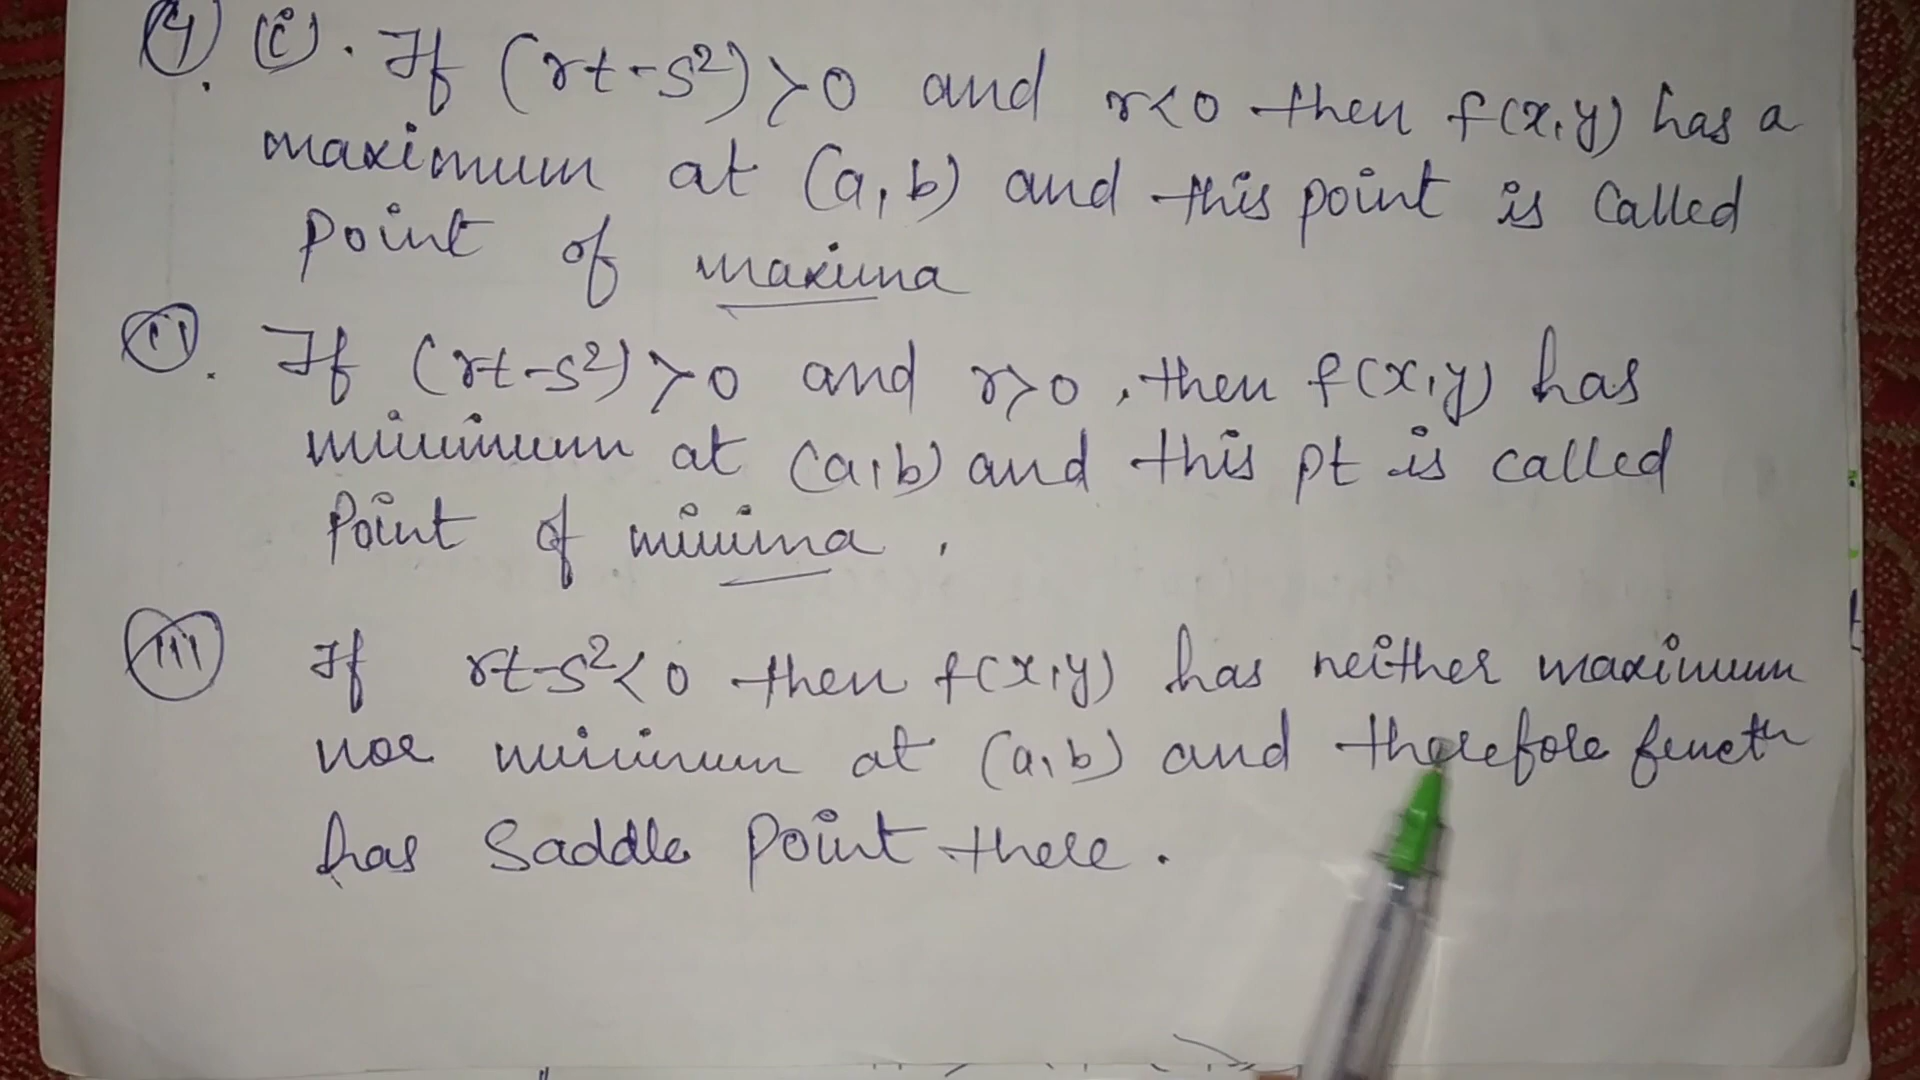 (4). (i). If (rt-s²)>0 and r<0 then f(x,y) has a
maximum at (a,b) and this point is called
point of maxima
(ii). If (rt-s²)>0 and r>0, then f(x,y) has
minimum at (a,b) and this pt is called
Point of minima.
(iii) If rt-s²<0 then f(x,y) has neither maximum
nor minimum at (a,b) and therefore functn
has Saddle Point there.